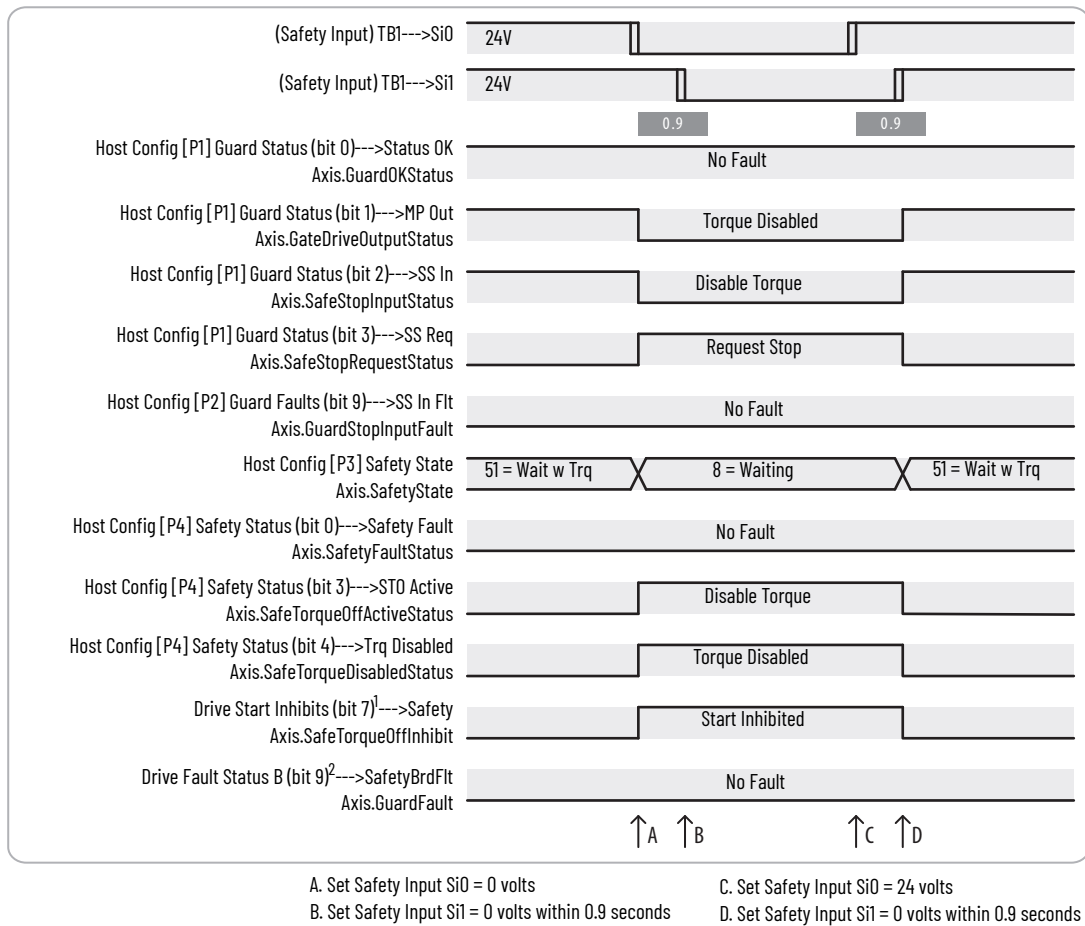 (Safety Input) TB1--->Si0
24V
(Safety Input) TB1--->Si1
24V
0.9
0.9
Host Config [P1] Guard Status (bit 0)--->Status OK
Axis.GuardOKStatus
No Fault
Host Config [P1] Guard Status (bit 1)--->MP Out
Axis.GateDriveOutputStatus
Torque Disabled
Host Config [P1] Guard Status (bit 2)--->SS In
Axis.SafeStopInputStatus
Disable Torque
Host Config [P1] Guard Status (bit 3)--->SS Req
Axis.SafeStopRequestStatus
Request Stop
Host Config [P2] Guard Faults (bit 9)--->SS In Flt
Axis.GuardStopInputFault
No Fault
Host Config [P3] Safety State
Axis.SafetyState
51 = Wait w Trq
8 = Waiting
51 = Wait w Trq
Host Config [P4] Safety Status (bit 0)--->Safety Fault
Axis.SafetyFaultStatus
No Fault
Host Config [P4] Safety Status (bit 3)--->STO Active
Axis.SafeTorqueOffActiveStatus
Disable Torque
Host Config [P4] Safety Status (bit 4)--->Trq Disabled
Axis.SafeTorqueDisabledStatus
Torque Disabled
Drive Start Inhibits (bit 7)¹--->Safety
Axis.SafeTorqueOffInhibit
Start Inhibited
Drive Fault Status B (bit 9)²--->SafetyBrdFlt
Axis.GuardFault
No Fault
A
B
C
D
A. Set Safety Input Si0 = 0 volts
B. Set Safety Input Si1 = 0 volts within 0.9 seconds
C. Set Safety Input Si0 = 24 volts
D. Set Safety Input Si1 = 0 volts within 0.9 seconds